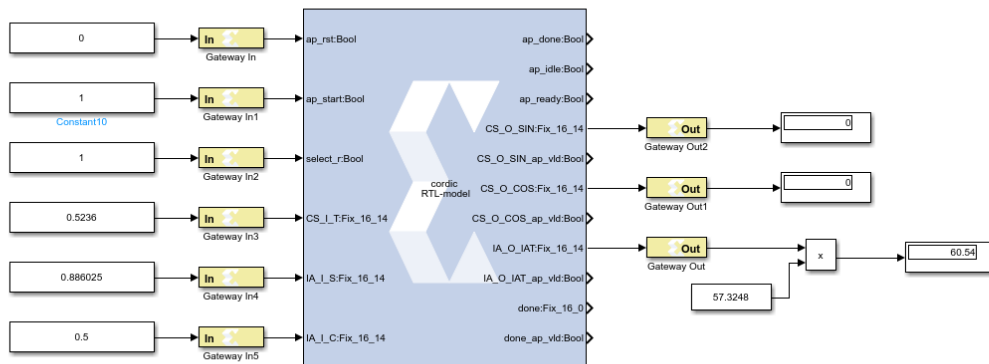 0
In
Gateway In
ap_rst:Bool
ap_done:Bool
ap_idle:Bool
1
Constant10
In
Gateway In1
ap_start:Bool
ap_ready:Bool
CS_O_SIN:Fix_16_14
Out
Gateway Out2
0
1
In
Gateway In2
select_r:Bool
CS_O_SIN_ap_vld:Bool
cordic
RTL-model
CS_O_COS:Fix_16_14
Out
Gateway Out1
0
0.5236
In
Gateway In3
CS_I_T:Fix_16_14
CS_O_COS_ap_vld:Bool
IA_O_IAT:Fix_16_14
Out
Gateway Out
x
60.54
0.886025
In
Gateway In4
IA_I_S:Fix_16_14
IA_O_IAT_ap_vld:Bool
57.3248
done:Fix_16_0
0.5
In
Gateway In5
IA_I_C:Fix_16_14
done_ap_vld:Bool